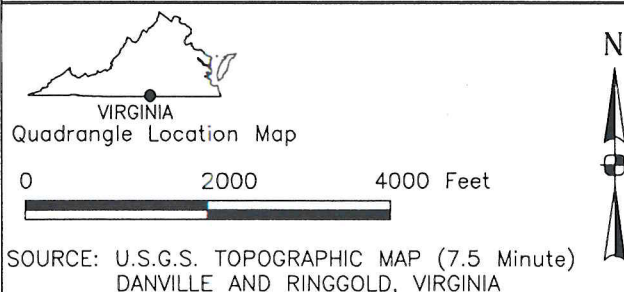 N
VIRGINIA
Quadrangle Location Map
0 2000 4000 Feet
SOURCE: U.S.G.S. TOPOGRAPHIC MAP (7.5 Minute)
DANVILLE AND RINGGOLD, VIRGINIA